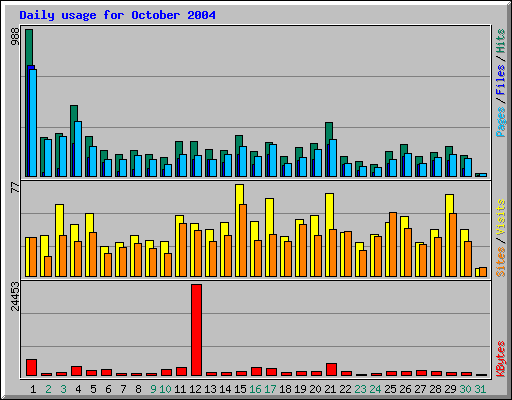 Daily usage for October 2004
988
Pages / Files / Hits
77
Sites / Visits
24453
KBytes
1 2 3 4 5 6 7 8 9 10 11 12 13 14 15 16 17 18 19 20 21 22 23 24 25 26 27 28 29 30 31